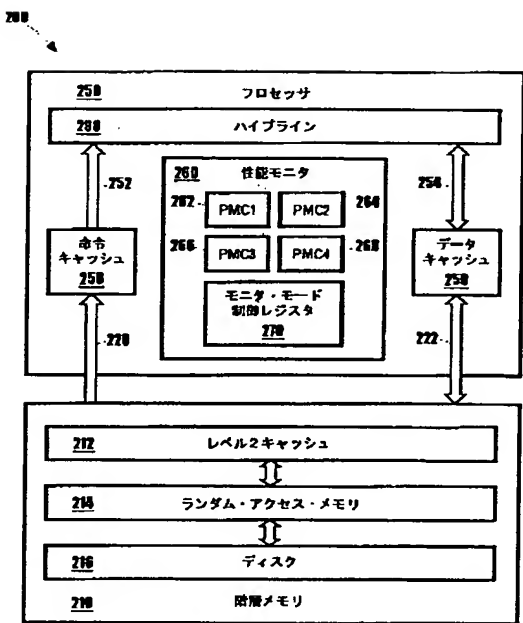 200
250 フロセッサ
ハイプライン
252
260 性能モニタ
254
262 PMC1 PMC2 264
266 PMC3 PMC4 268
命令
キャッシュ
256
モニタ・モード
制御レジスタ
270
データ
キャッシュ
258
220
222
212 レベル2キャッシュ
214 ランダム・アクセス・メモリ
216 ディスク
210 階層メモリ